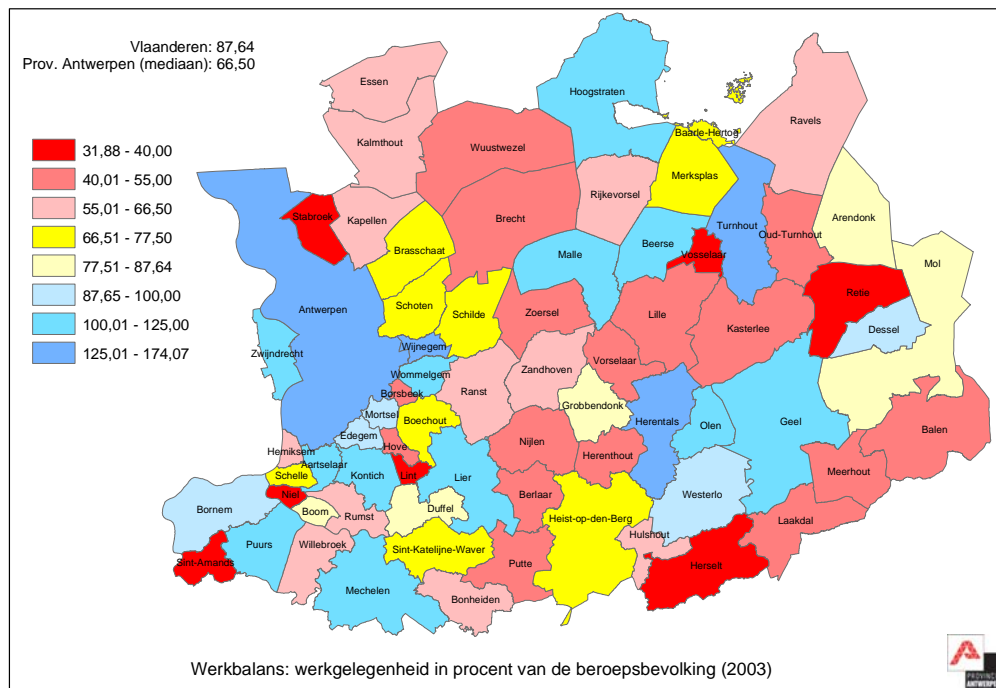 Vlaanderen: 87,64
Prov. Antwerpen (mediaan): 66,50
31,88 - 40,00
40,01 - 55,00
55,01 - 66,50
66,51 - 77,50
77,51 - 87,64
87,65 - 100,00
100,01 - 125,00
125,01 - 174,07
Essen
Hoogstraten
Ravels
Kalmthout
Wuustwezel
Baarle-Hertog
Merksplas
Rijkevorsel
Arendonk
Stabroek
Kapellen
Brecht
Turnhout
Oud-Turnhout
Brasschaat
Malle
Beerse
Vosselaar
Mol
Antwerpen
Schoten
Schilde
Zoersel
Lille
Kasterlee
Retie
Dessel
Zwijndrecht
Wijnegem
Wommelgem
Borsbeek
Ranst
Zandhoven
Vorselaar
Grobbendonk
Mortsel
Boechout
Edegem
Hove
Herentals
Olen
Geel
Balen
Hemiksem
Aartselaar
Kontich
Lint
Lier
Nijlen
Herenthout
Meerhout
Schelle
Niel
Boom
Rumst
Duffel
Berlaar
Westerlo
Bornem
Heist-op-den-Berg
Laakdal
Puurs
Willebroek
Sint-Katelijne-Waver
Hulshout
Sint-Amands
Putte
Herselt
Mechelen
Bonheiden
Werkbalans: werkgelegenheid in procent van de beroepsbevolking (2003)
PROVINCIE
ANTWERPEN